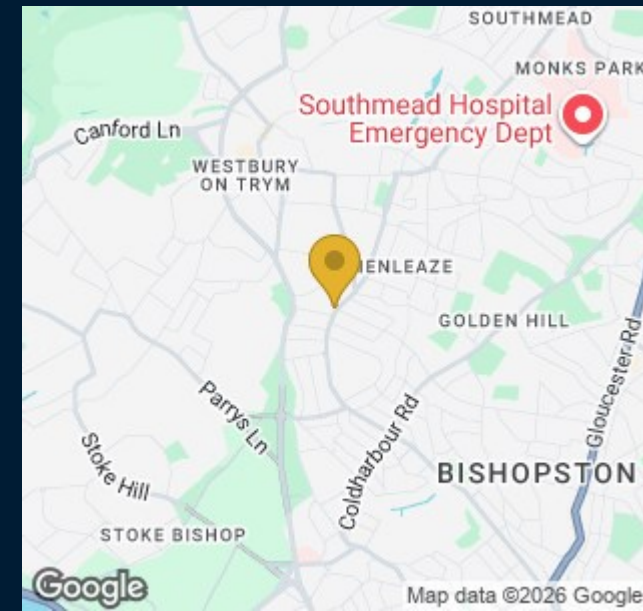 SOUTHMEAD
MONKS PARK
Southmead Hospital
Emergency Dept
Canford Ln
WESTBURY
ON TRYM
HENLEAZE
GOLDEN HILL
Gloucester Rd
Parrys Ln
Coldharbour Rd
Stoke Hill
BISHOPSTON
STOKE BISHOP
Google
Map data ©2026 Google